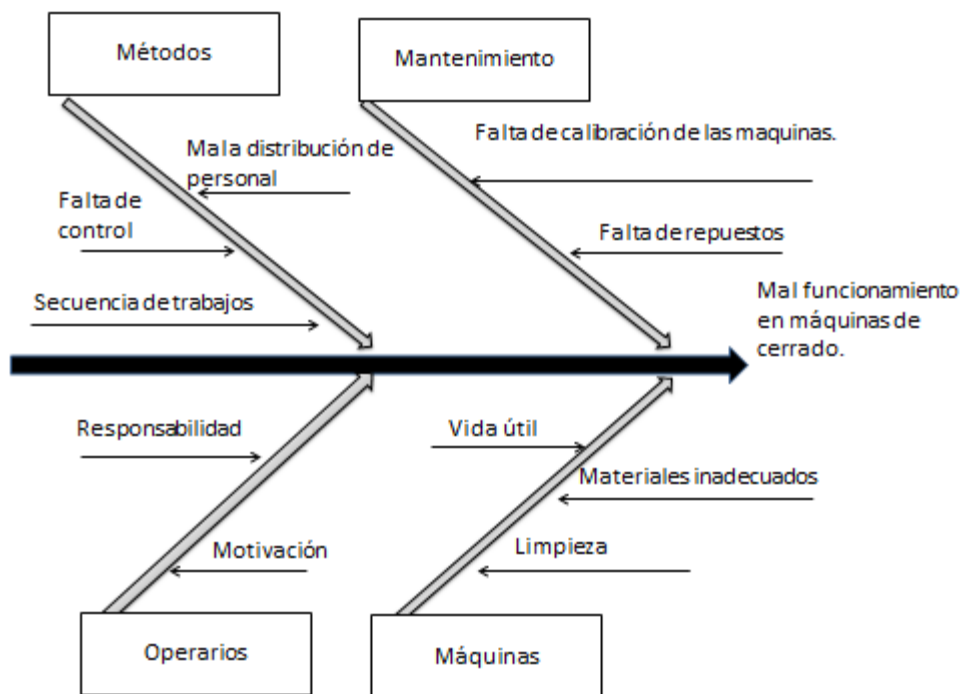 Métodos
Mantenimiento
Mala distribución de
personal
Falta de calibración de las maquinas.
Falta de
control
Falta de repuestos
Secuencia de trabajos
Mal funcionamiento
en máquinas de
cerrado.
Responsabilidad
Vida útil
Materiales inadecuados
Motivación
Limpieza
Operarios
Máquinas